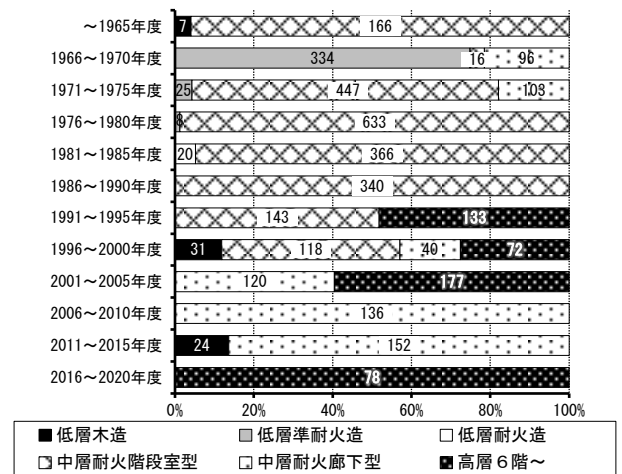 ～1965年度 7 166
1966～1970年度 334 16 96
1971～1975年度 25 447 103
1976～1980年度 8 633
1981～1985年度 20 366
1986～1990年度 340
1991～1995年度 143 133
1996～2000年度 31 118 40 72
2001～2005年度 120 177
2006～2010年度 136
2011～2015年度 24 152
2016～2020年度 78
0% 20% 40% 60% 80% 100%
低層木造 低層準耐火造 低層耐火造
中層耐火階段室型 中層耐火廊下型 高層６階～